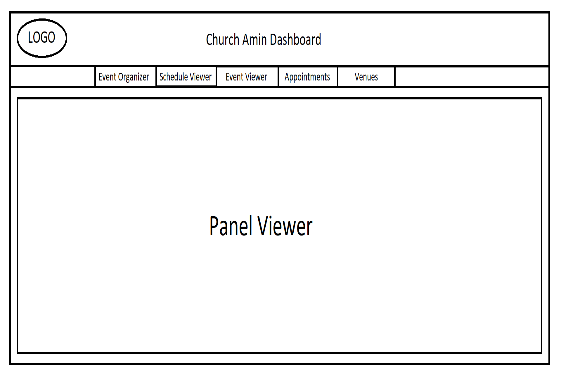 LOGO
Church Amin Dashboard
Event Organizer Schedule Viewer Event Viewer Appointments Venues
Panel Viewer